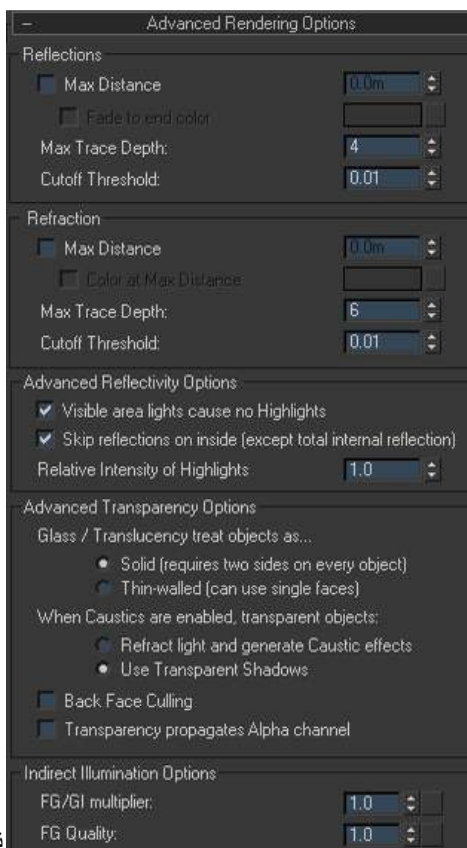 − Advanced Rendering Options
Reflections
Max Distance 0.0m
Fade to end color
Max Trace Depth: 4
Cutoff Threshold: 0.01
Refraction
Max Distance 0.0m
Color at Max Distance
Max Trace Depth: 6
Cutoff Threshold: 0.01
Advanced Reflectivity Options
Visible area lights cause no Highlights
Skip reflections on inside (except total internal reflection)
Relative Intensity of Highlights 1.0
Advanced Transparency Options
Glass / Translucency treat objects as...
Solid (requires two sides on every object)
Thin-walled (can use single faces)
When Caustics are enabled, transparent objects:
Refract light and generate Caustic effects
Use Transparent Shadows
Back Face Culling
Transparency propagates Alpha channel
Indirect Illumination Options
FG/GI multiplier: 1.0
FG Quality: 1.0